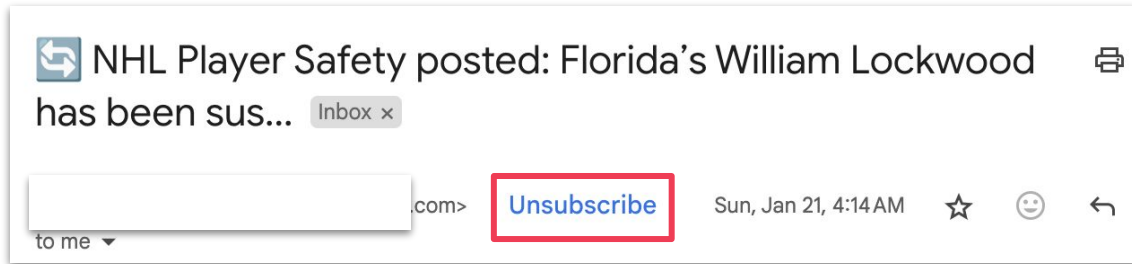 NHL Player Safety posted: Florida's William Lockwood
has been sus... Inbox ×
.com> Unsubscribe Sun, Jan 21, 4:14 AM
to me